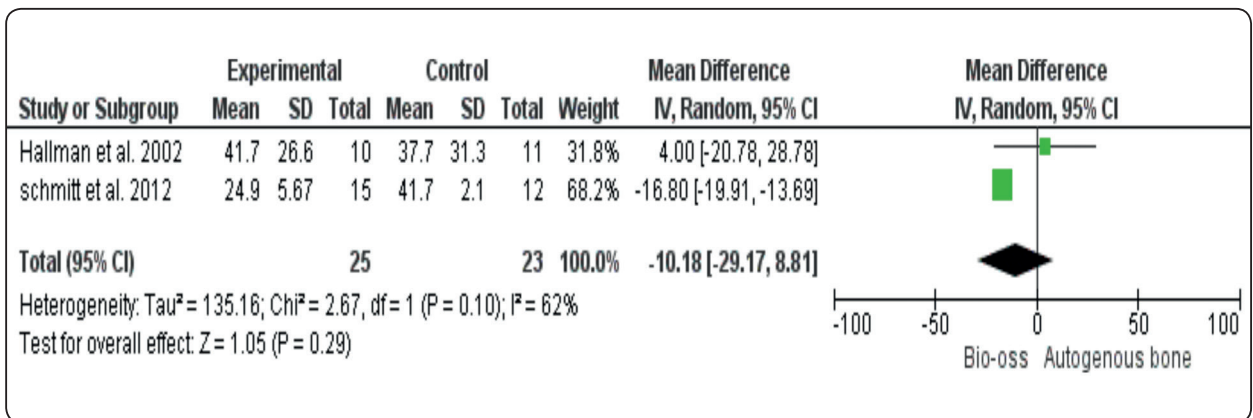 Experimental Control Mean Difference Mean Difference
Study or Subgroup Mean SD Total Mean SD Total Weight IV, Random, 95% CI IV, Random, 95% CI
Hallman et al. 2002 41.7 26.6 10 37.7 31.3 11 31.8% 4.00 [-20.78, 28.78]
schmitt et al. 2012 24.9 5.67 15 41.7 2.1 12 68.2% -16.80 [-19.91, -13.69]
Total (95% CI) 25 23 100.0% -10.18 [-29.17, 8.81]
Heterogeneity: Tau² = 135.16; Chi² = 2.67, df = 1 (P = 0.10); I² = 62%
Test for overall effect: Z = 1.05 (P = 0.29)
-100 -50 0 50 100
Bio-oss Autogenous bone